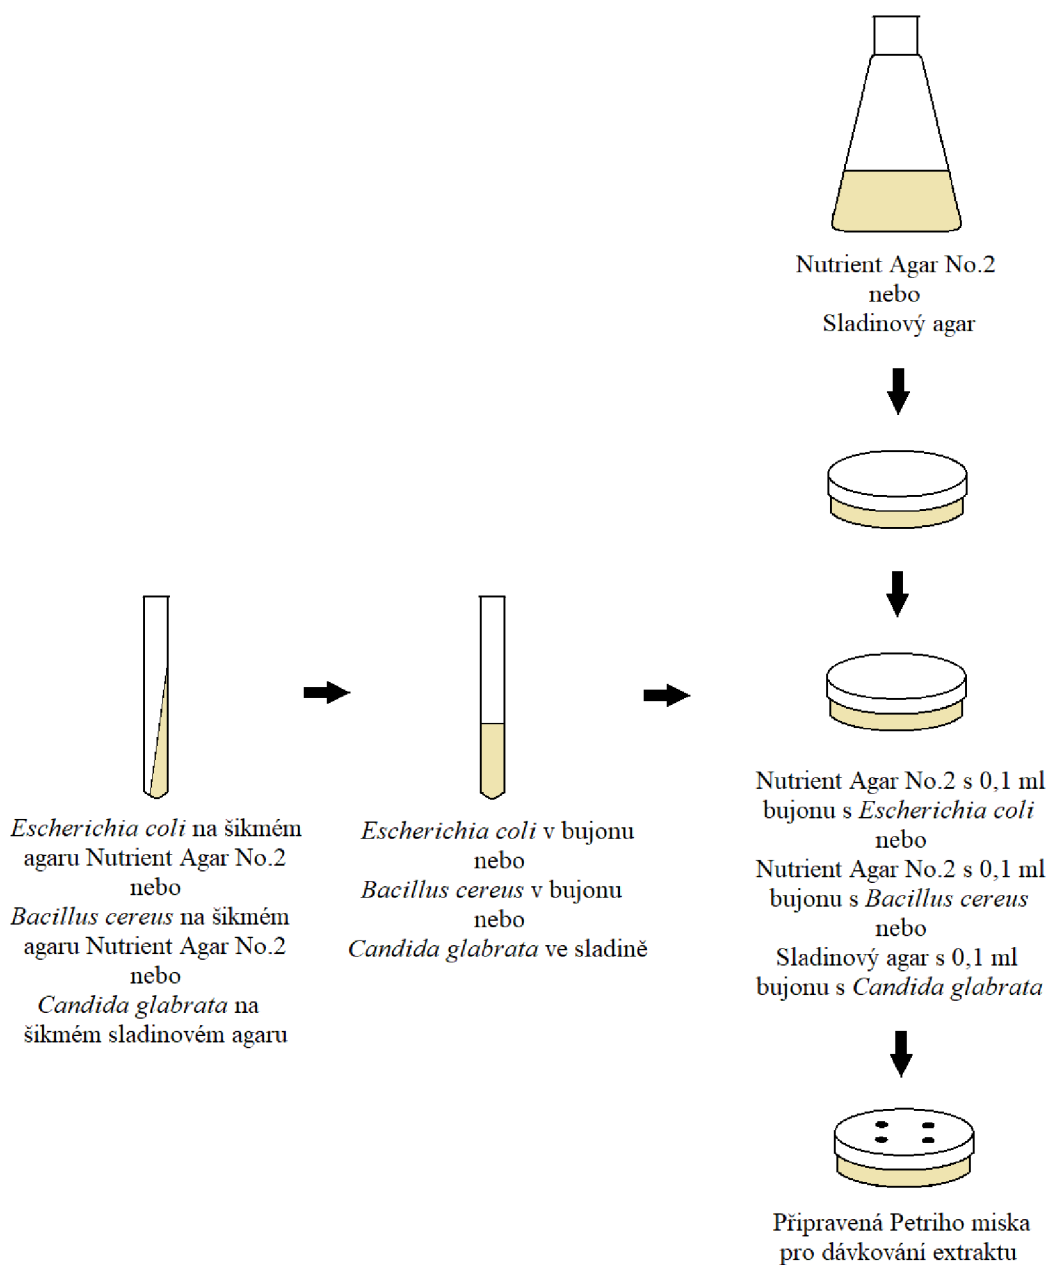 Nutrient Agar No.2
nebo
Sladinový agar
Escherichia coli na šikmém
agaru Nutrient Agar No.2
nebo
Bacillus cereus na šikmém
agaru Nutrient Agar No.2
nebo
Candida glabrata na
šikmém sladinovém agaru
Escherichia coli v bujonu
nebo
Bacillus cereus v bujonu
nebo
Candida glabrata ve sladině
Nutrient Agar No.2 s 0,1 ml
bujonu s Escherichia coli
nebo
Nutrient Agar No.2 s 0,1 ml
bujonu s Bacillus cereus
nebo
Sladinový agar s 0,1 ml
bujonu s Candida glabrata
Připravená Petriho miska
pro dávkování extraktu